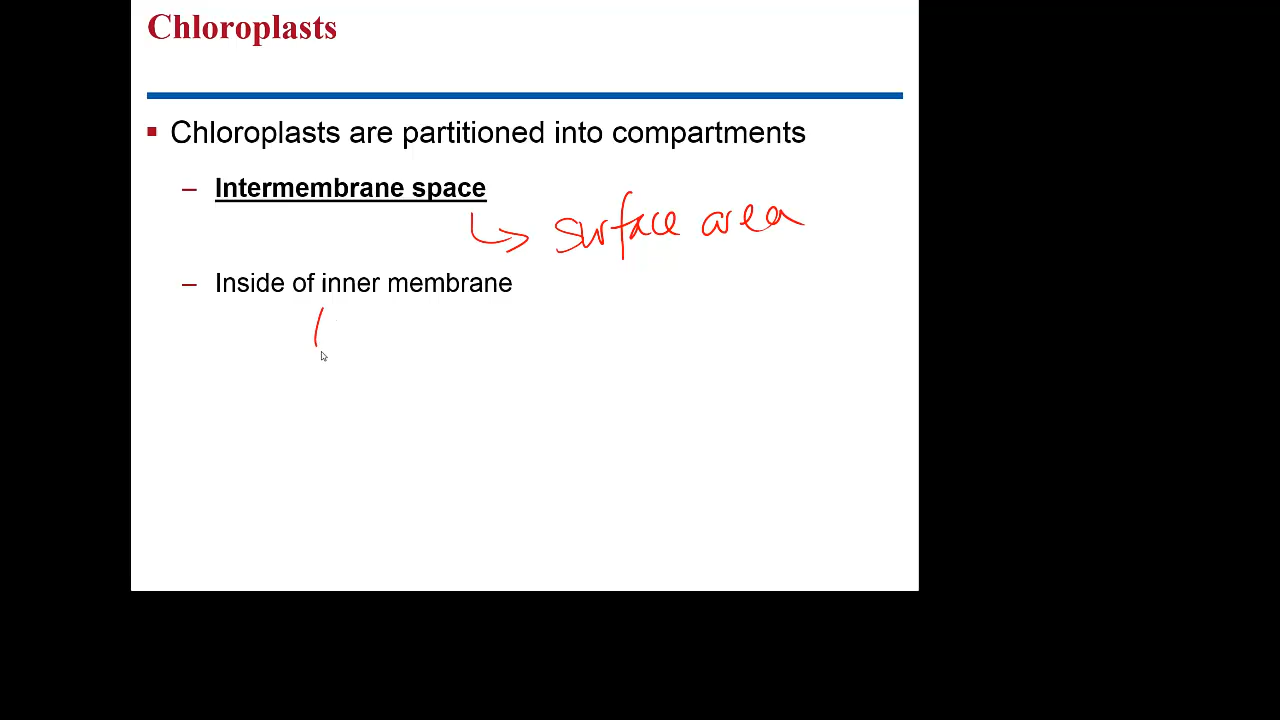 Chloroplasts
▪ Chloroplasts are partitioned into compartments
– Intermembrane space
surface area
– Inside of inner membrane